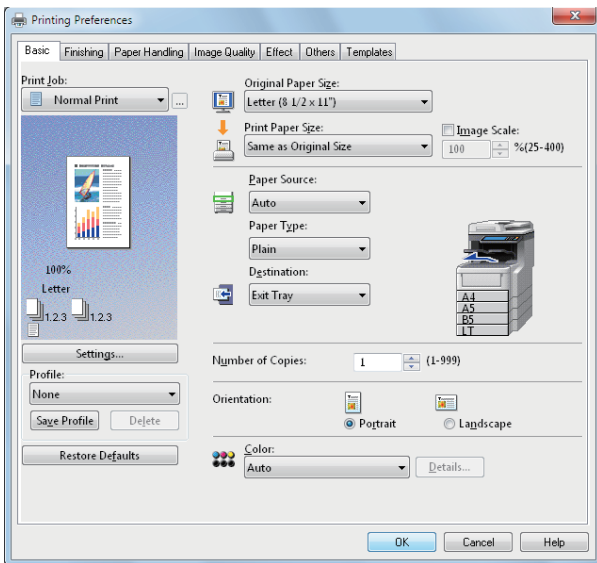 Printing Preferences
Basic Finishing Paper Handling Image Quality Effect Others Templates
Print Job:
Normal Print ...
100%
Letter
1.2.3 1.2.3
Settings...
Profile:
None
Save Profile Delete
Restore Defaults
Original Paper Size:
Letter (8 1/2 x 11")
Print Paper Size:
Same as Original Size
Image Scale:
100 %(25-400)
Paper Source:
Auto
Paper Type:
Plain
Destination:
Exit Tray
A4
A5
B5
LT
Number of Copies: 1 (1-999)
Orientation:
Portrait Landscape
Color:
Auto Details...
OK Cancel Help